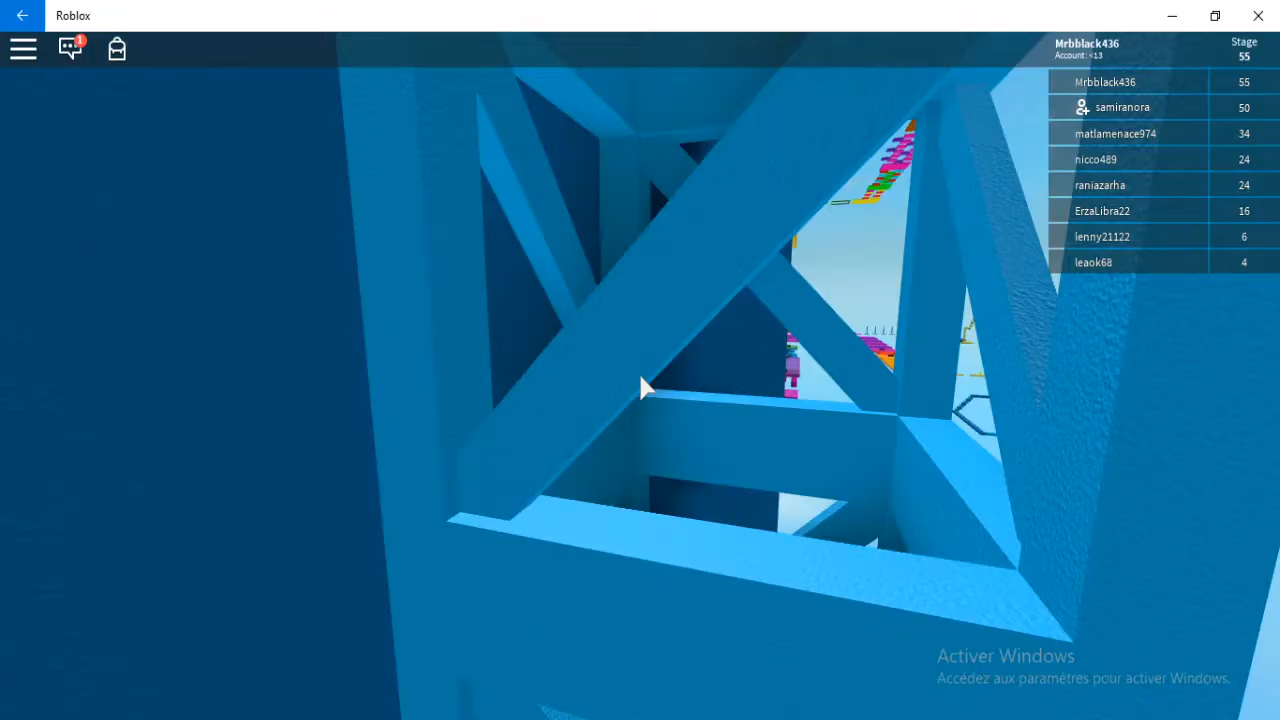 Roblox
1
Mrbblack436 Stage
Account: <13 55
Mrbblack436 55
samiranora 50
matlamenace974 34
nicco489 24
raniazarha 24
ErzaLibra22 16
lenny21122 6
leaok68 4
Activer Windows
Accédez aux paramètres pour activer Windows.